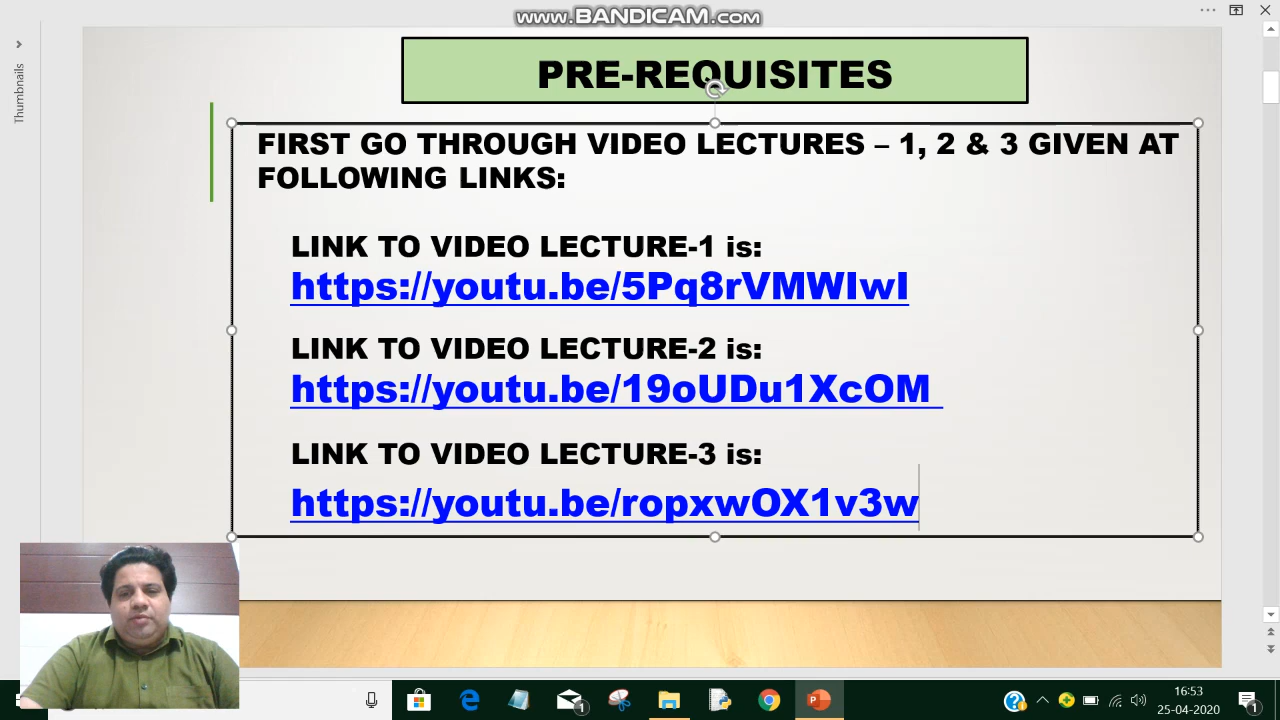 www.BANDICAM.com
Thumbnails
PRE-REQUISITES
FIRST GO THROUGH VIDEO LECTURES – 1, 2 & 3 GIVEN AT
FOLLOWING LINKS:
LINK TO VIDEO LECTURE-1 is:
https://youtu.be/5Pq8rVMWIwI
LINK TO VIDEO LECTURE-2 is:
https://youtu.be/19oUDu1XcOM
LINK TO VIDEO LECTURE-3 is:
https://youtu.be/ropxwOX1v3w
16:53
25-04-2020